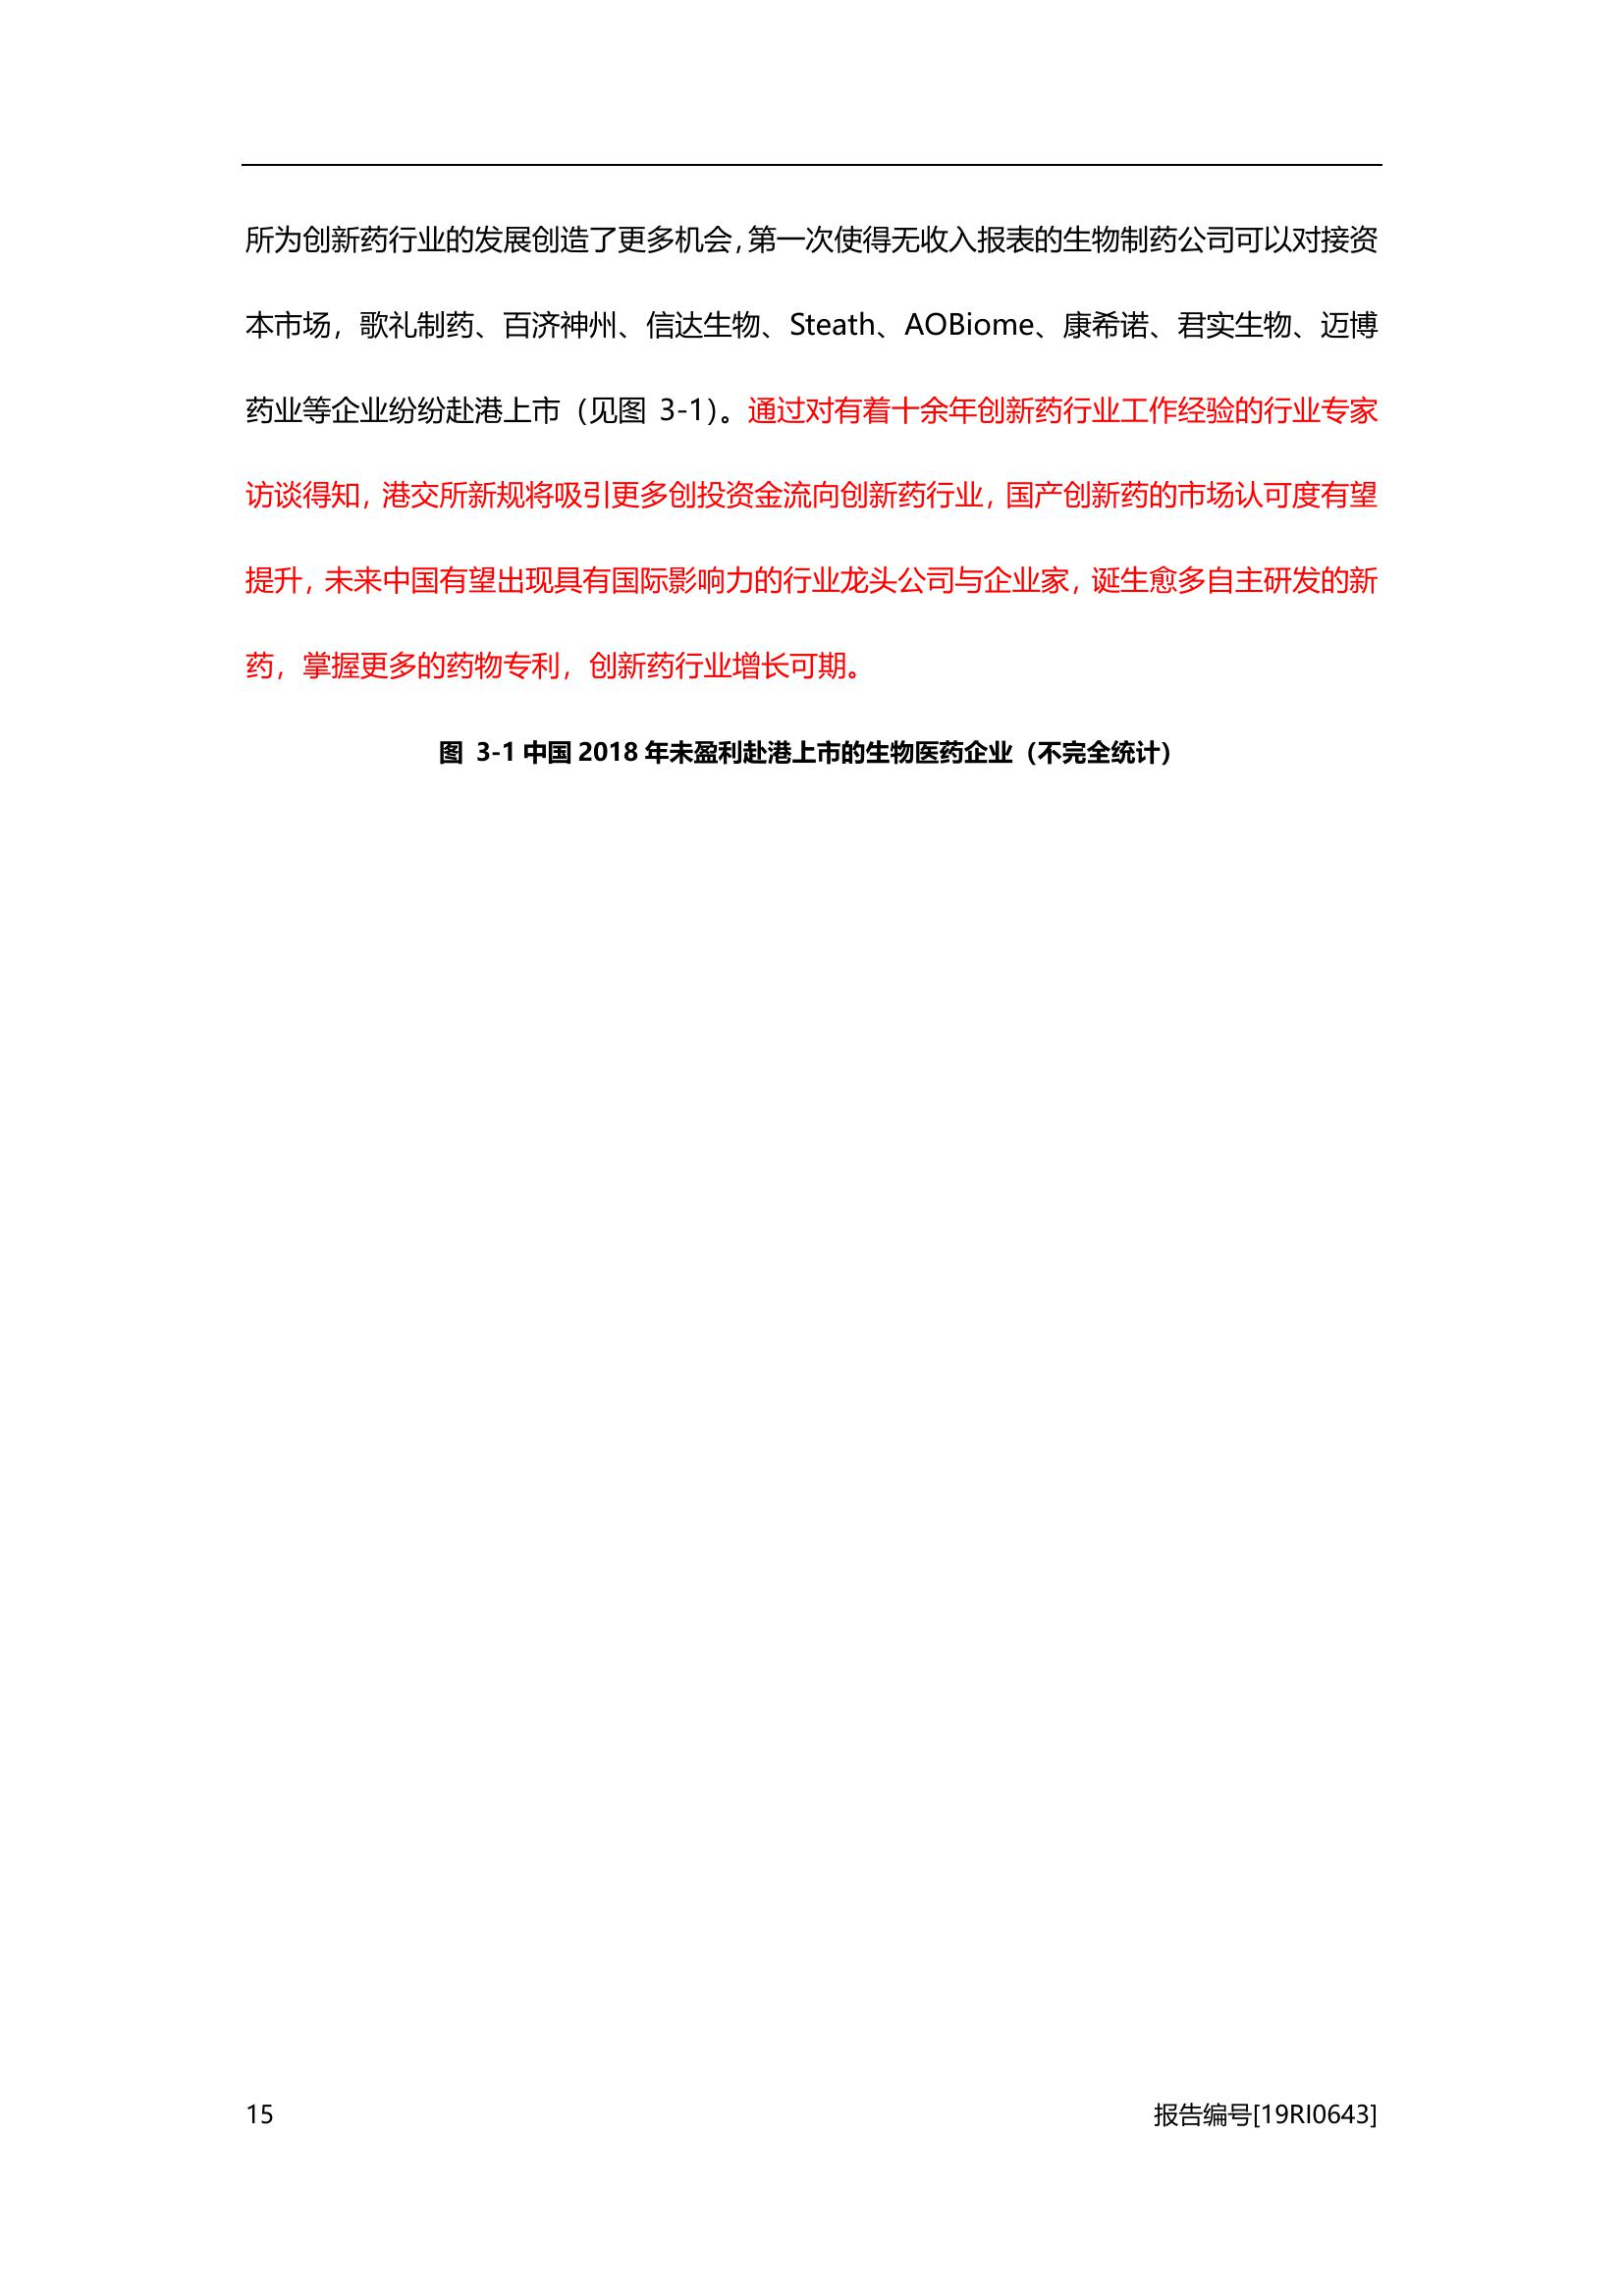 所为创新药行业的发展创造了更多机会，第一次使得无收入报表的生物制药公司可以对接资
本市场，歌礼制药、百济神州、信达生物、Steath、AOBiome、康希诺、君实生物、迈博
药业等企业纷纷赴港上市（见图 3-1）。通过对有着十余年创新药行业工作经验的行业专家
访谈得知，港交所新规将吸引更多创投资金流向创新药行业，国产创新药的市场认可度有望
提升，未来中国有望出现具有国际影响力的行业龙头公司与企业家，诞生愈多自主研发的新
药，掌握更多的药物专利，创新药行业增长可期。
图 3-1 中国 2018 年未盈利赴港上市的生物医药企业（不完全统计）
15 报告编号[19RI0643]